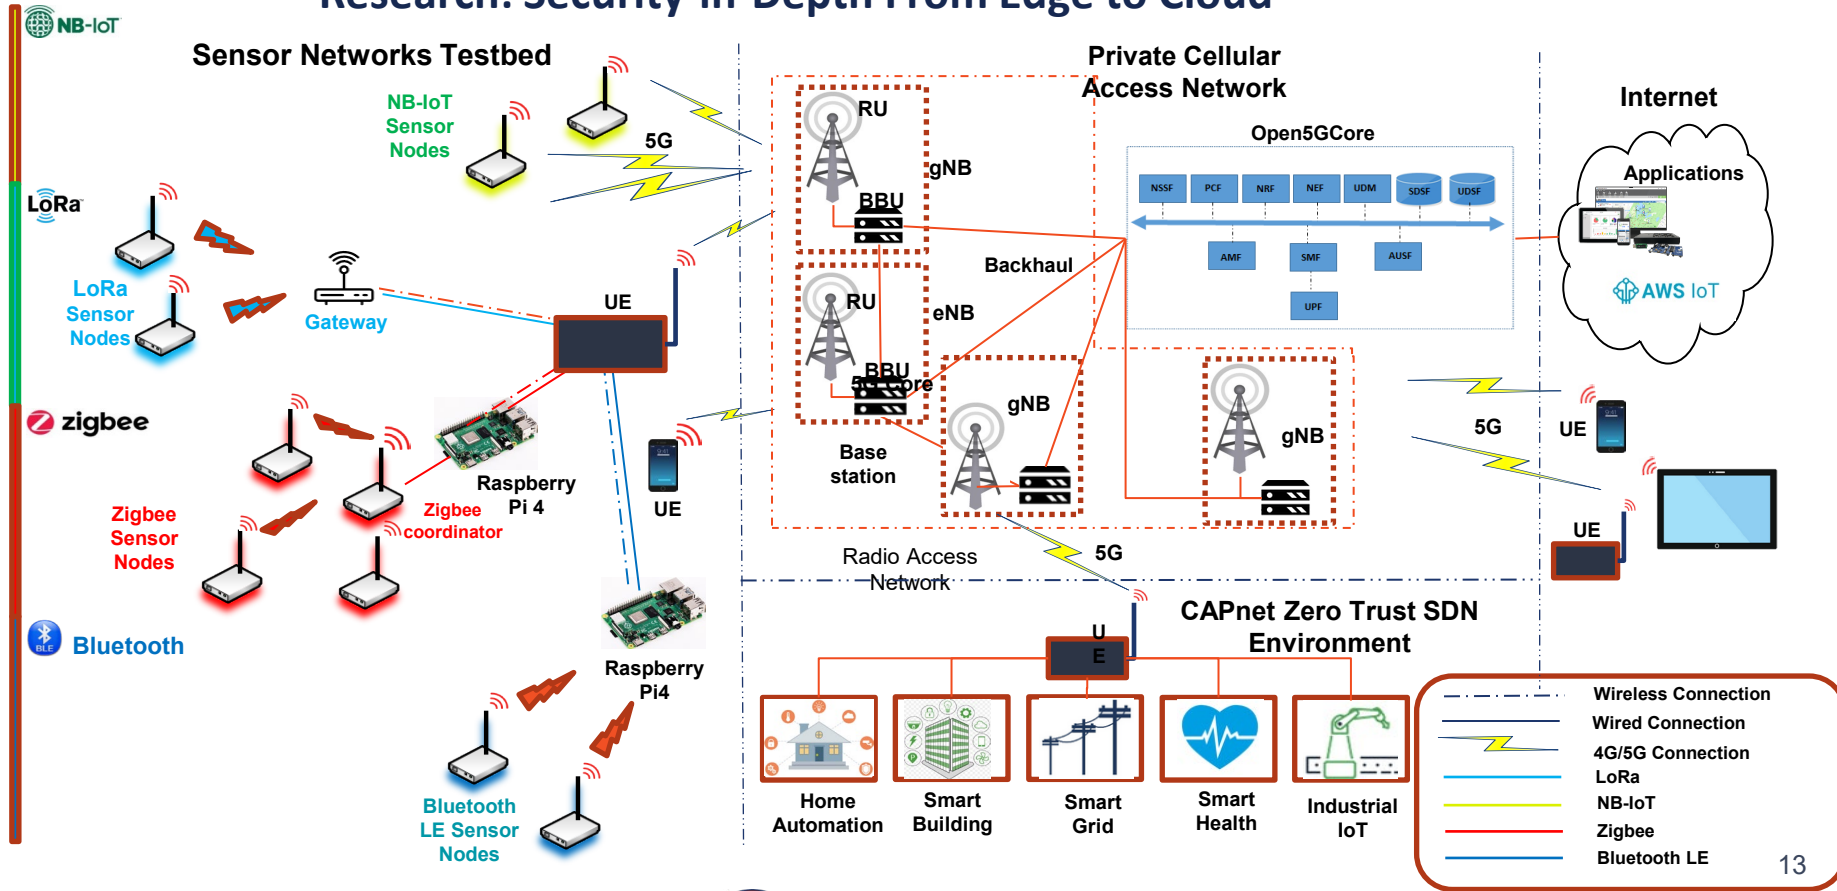 Research: Security-in-Depth From Edge to Cloud
NB-IoT
Sensor Networks Testbed
Private Cellular
Access Network
Internet
NB-IoT
Sensor
Nodes
5G
RU
gNB
BBU
Open5GCore
NSSF
PCF
NRF
NEF
UDM
SDSF
UDSF
AMF
SMF
AUSF
UPF
Applications
AWS IoT
LoRa
LoRa
Sensor
Nodes
Gateway
UE
Backhaul
RU
eNB
BBU
5G Core
Base
station
gNB
gNB
5G
UE
UE
zigbee
Raspberry
Pi 4
UE
Zigbee
coordinator
Zigbee
Sensor
Nodes
Radio Access
Network
5G
BLE
Bluetooth
Raspberry
Pi4
Bluetooth
LE Sensor
Nodes
CAPnet Zero Trust SDN
Environment
U
E
Home
Automation
Smart
Building
Smart
Grid
Smart
Health
Industrial
IoT
Wireless Connection
Wired Connection
4G/5G Connection
LoRa
NB-IoT
Zigbee
Bluetooth LE
13